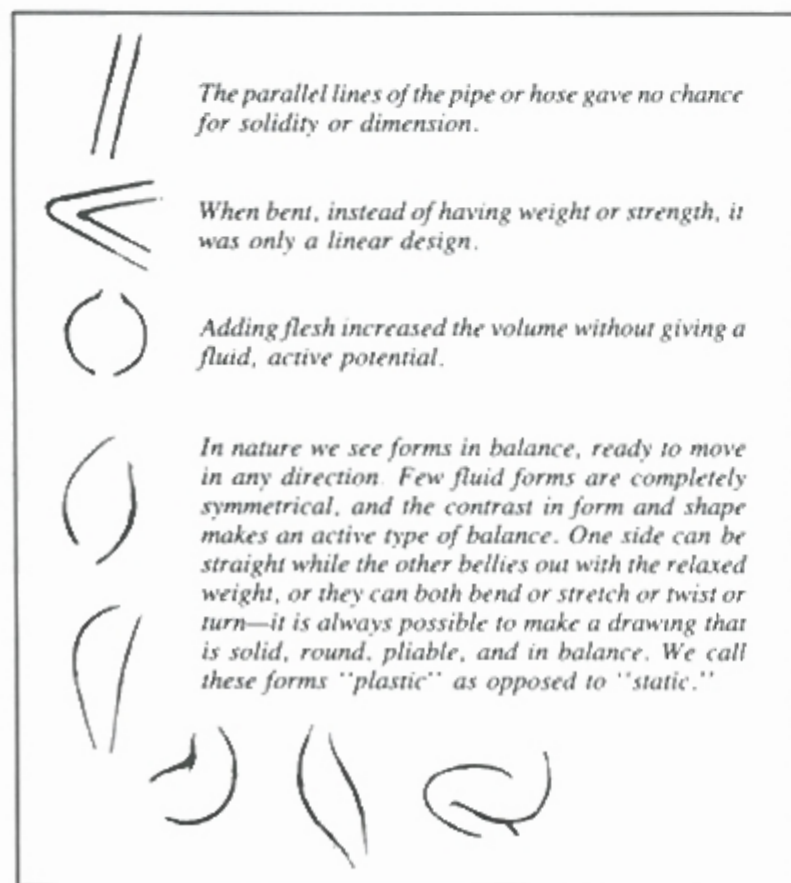 The parallel lines of the pipe or hose gave no chance
for solidity or dimension.
When bent, instead of having weight or strength, it
was only a linear design.
Adding flesh increased the volume without giving a
fluid, active potential.
In nature we see forms in balance, ready to move
in any direction. Few fluid forms are completely
symmetrical, and the contrast in form and shape
makes an active type of balance. One side can be
straight while the other bellies out with the relaxed
weight, or they can both bend or stretch or twist or
turn—it is always possible to make a drawing that
is solid, round, pliable, and in balance. We call
these forms "plastic" as opposed to "static."